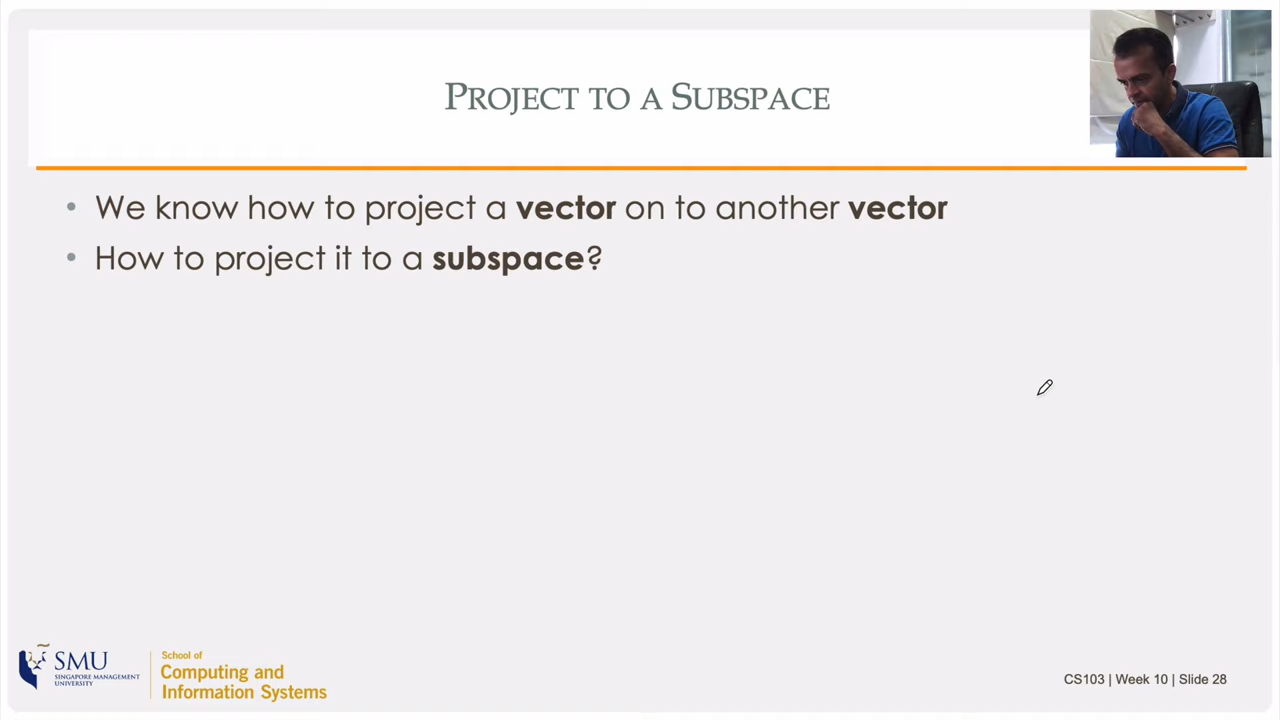 PROJECT TO A SUBSPACE
• We know how to project a vector on to another vector
• How to project it to a subspace?
SMU
SINGAPORE MANAGEMENT
UNIVERSITY
School of
Computing and
Information Systems
CS103 | Week 10 | Slide 28